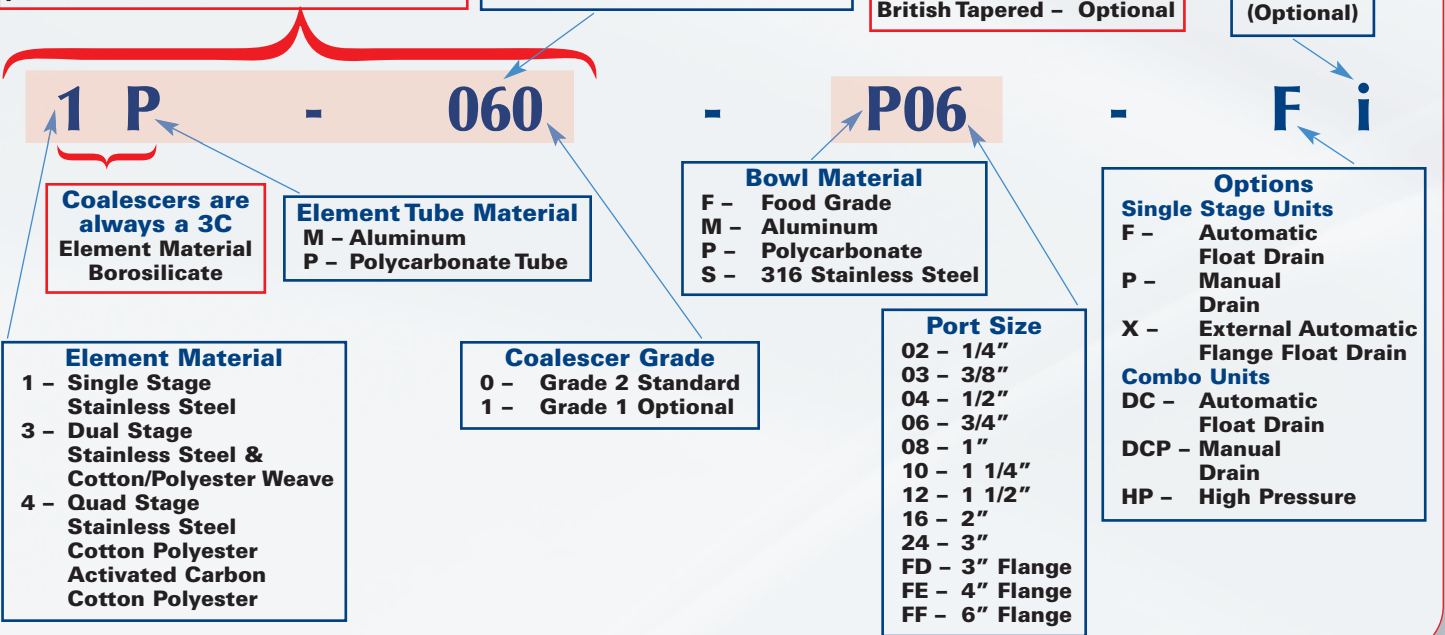 British Tapered – Optional
(Optional)
1 P - 060 - P06 - F i
Coalescers are
always a 3C
Element Material
Borosilicate
Element Tube Material
M – Aluminum
P – Polycarbonate Tube
Bowl Material
F – Food Grade
M – Aluminum
P – Polycarbonate
S – 316 Stainless Steel
Options
Single Stage Units
F – Automatic
Float Drain
P – Manual
Drain
X – External Automatic
Flange Float Drain
Combo Units
DC – Automatic
Float Drain
DCP – Manual
Drain
HP – High Pressure
Element Material
1 – Single Stage
Stainless Steel
3 – Dual Stage
Stainless Steel &
Cotton/Polyester Weave
4 – Quad Stage
Stainless Steel
Cotton Polyester
Activated Carbon
Cotton Polyester
Coalescer Grade
0 – Grade 2 Standard
1 – Grade 1 Optional
Port Size
02 – 1/4"
03 – 3/8"
04 – 1/2"
06 – 3/4"
08 – 1"
10 – 1 1/4"
12 – 1 1/2"
16 – 2"
24 – 3"
FD – 3" Flange
FE – 4" Flange
FF – 6" Flange